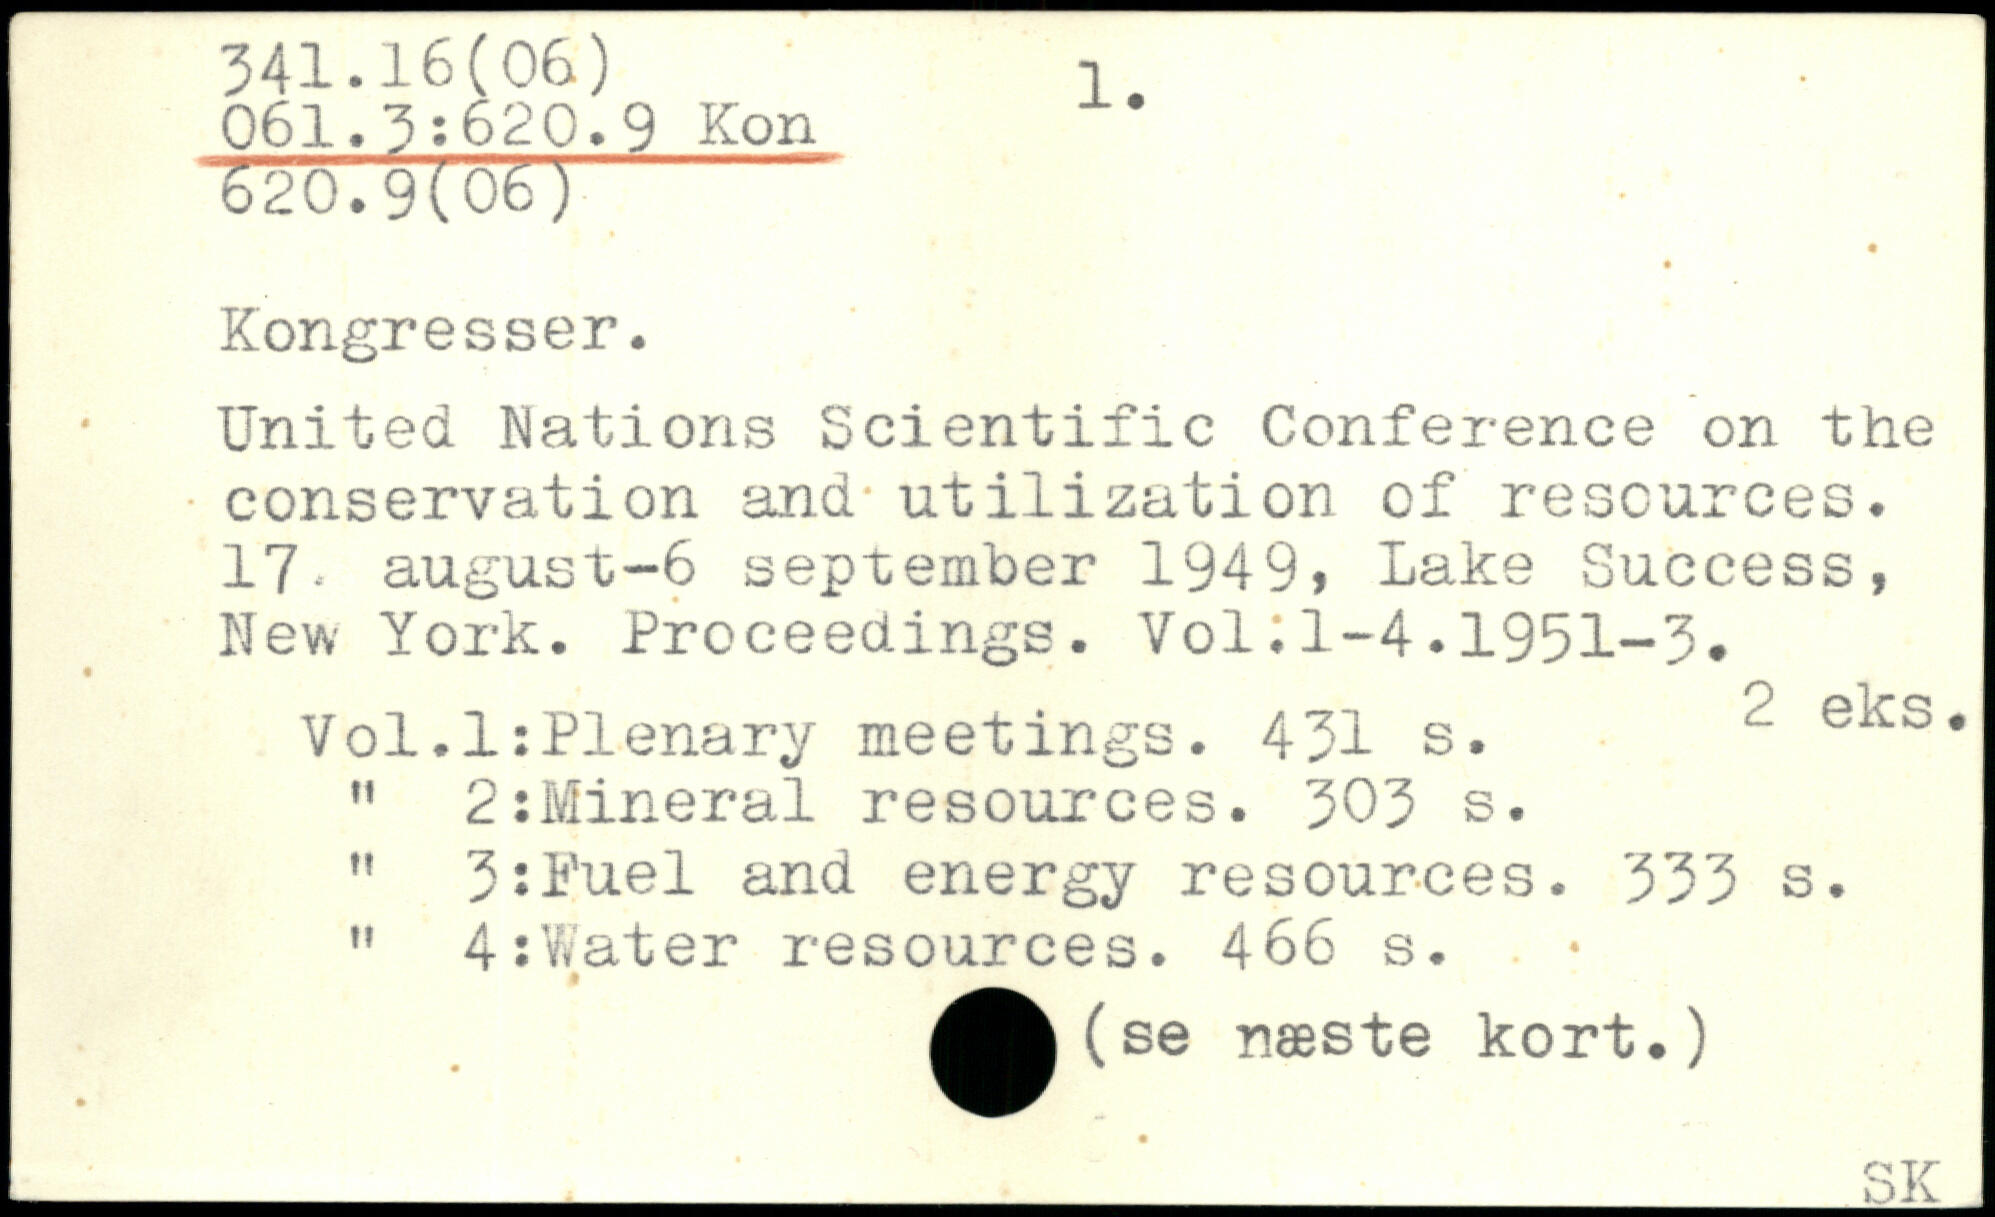 341.16(06)
1.
061.3:620.9 Kon
620.9(06)
Kongresser.
United Nations Scientific Conference on the
conservation and utilization of resources.
17. august-6 september 1949, Lake Success,
New York. Proceedings. Vol.1-4.1951-3.
2 eks.
Vol.1:Plenary meetings. 431 s.
" 2:Mineral resources. 303 s.
" 3:Fuel and energy resources. 333 s.
" 4:Water resources. 466 s.
(se næste kort.)
SK